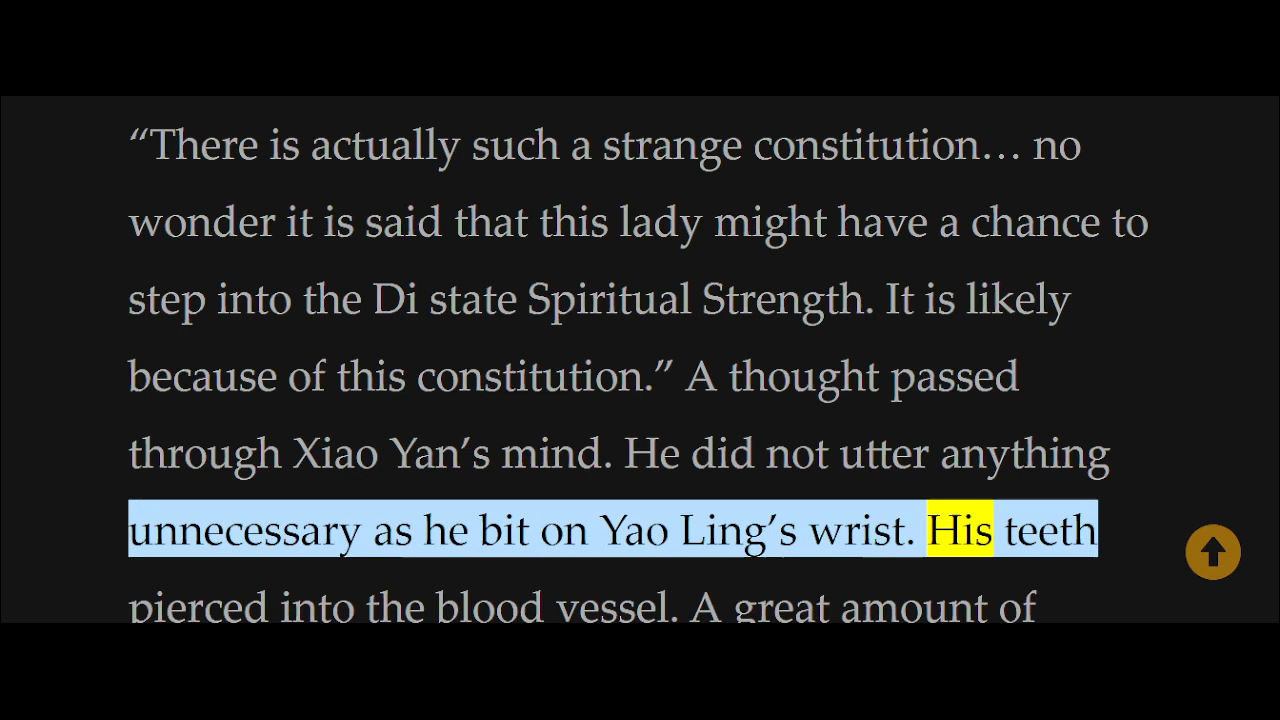 “There is actually such a strange constitution… no
wonder it is said that this lady might have a chance to
step into the Di state Spiritual Strength. It is likely
because of this constitution.” A thought passed
through Xiao Yan’s mind. He did not utter anything
unnecessary as he bit on Yao Ling’s wrist. His teeth
pierced into the blood vessel. A great amount of